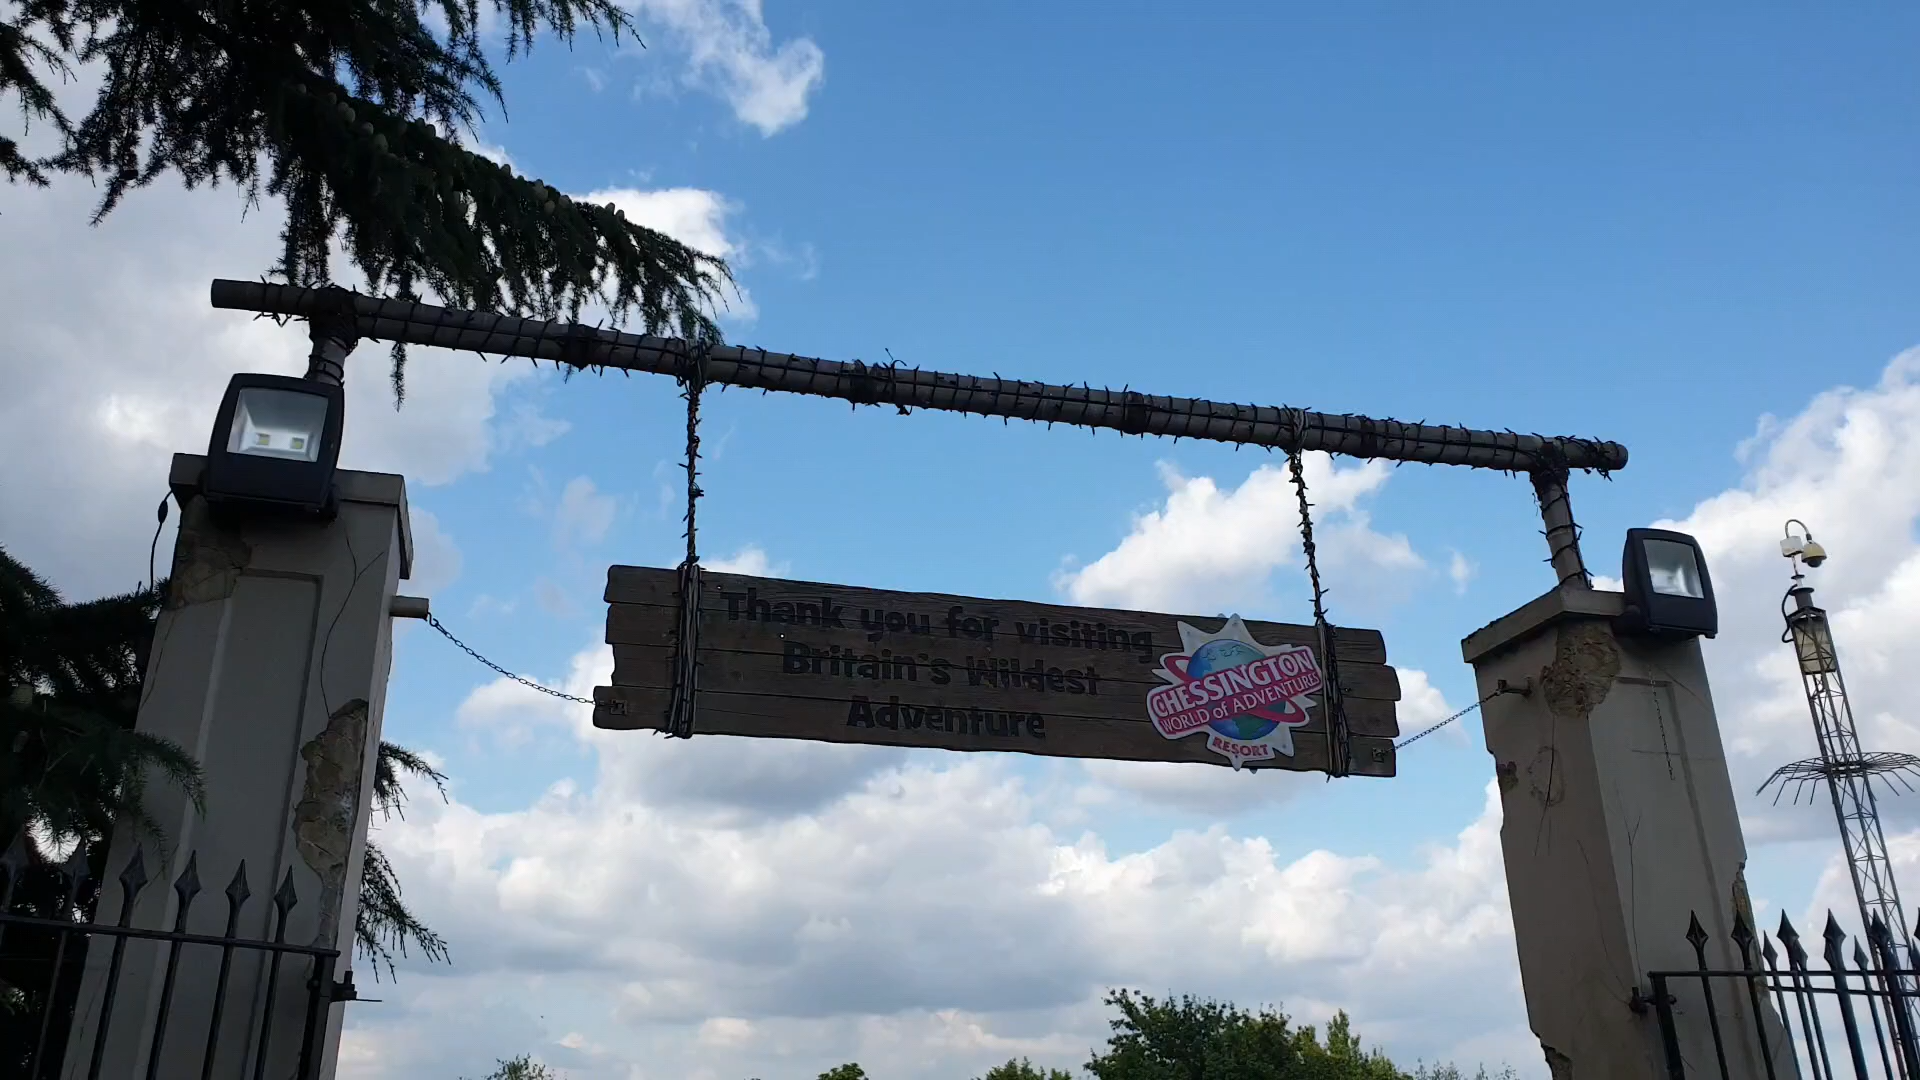 Thank you for visiting
Britain's Wildest
Adventure
CHESSINGTON
WORLD OF ADVENTURES
RESORT